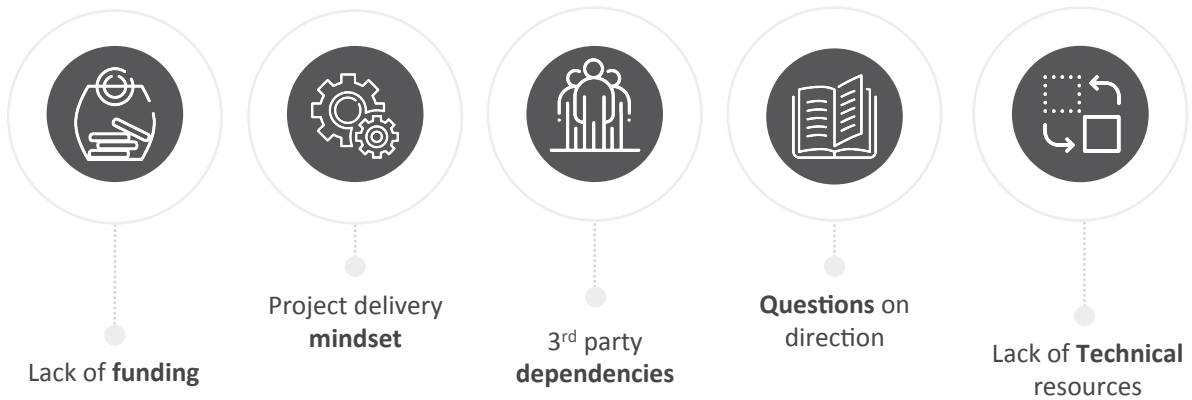 Lack of funding
Project delivery
mindset
3rd party
dependencies
Questions on
direction
Lack of Technical
resources